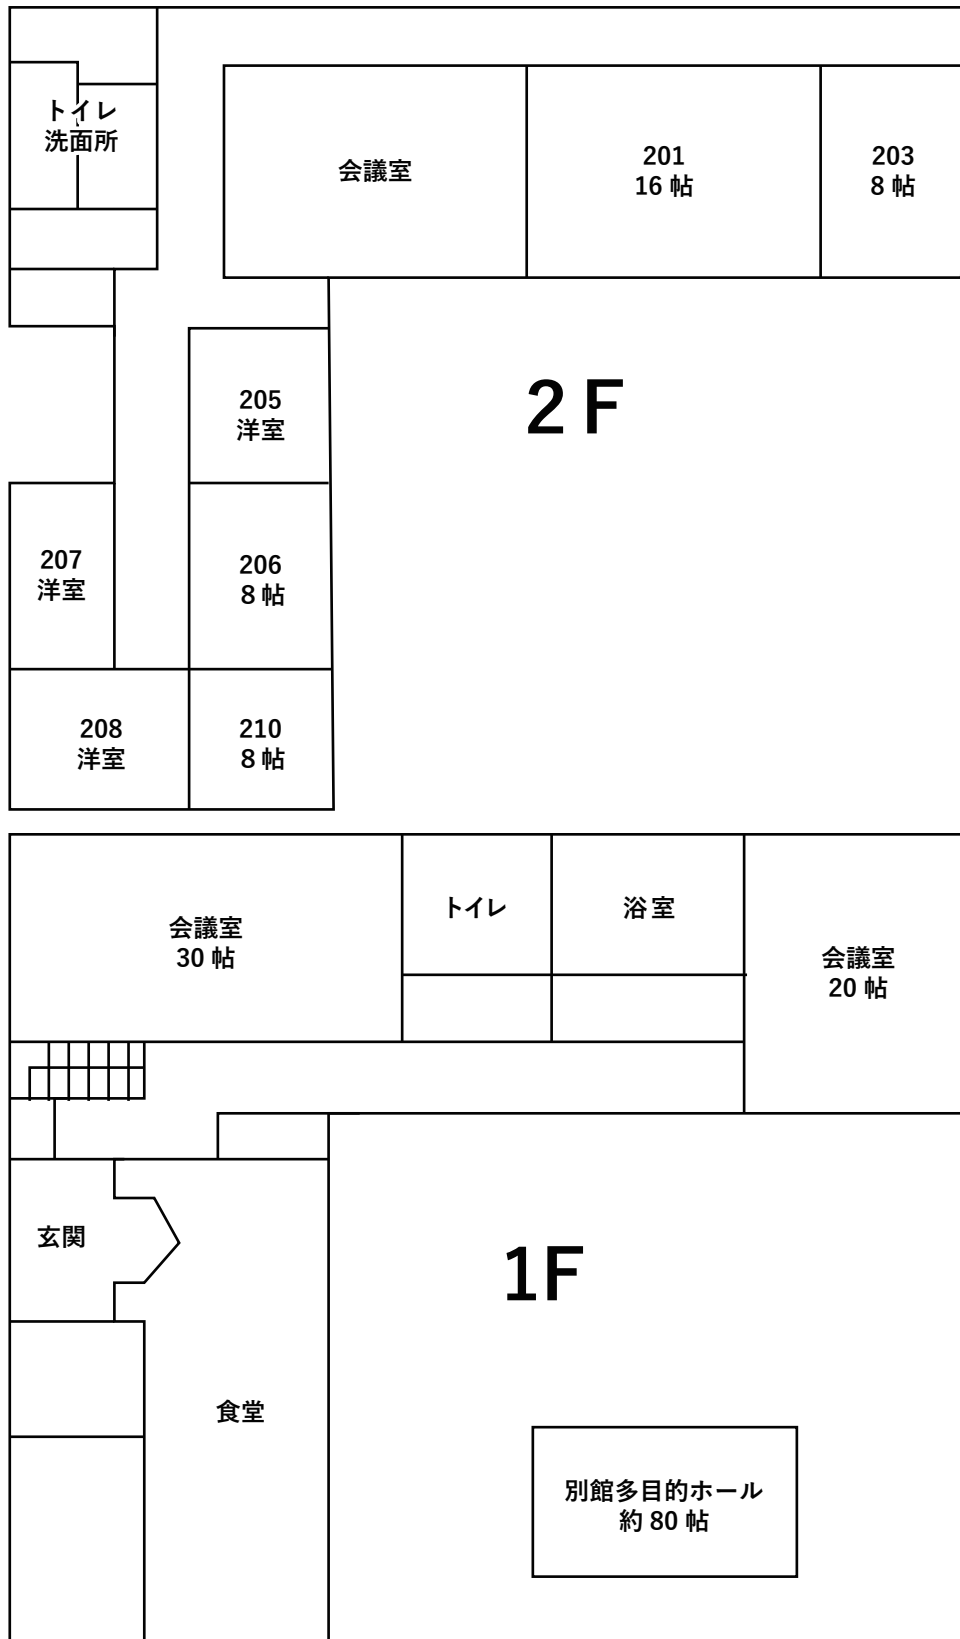 トイレ
洗面所
会議室
201
16 帖
203
8 帖
2 F
205
洋室
207
洋室
206
8 帖
208
洋室
210
8 帖
会議室
30 帖
トイレ
浴室
会議室
20 帖
玄関
1F
食堂
別館多目的ホール
約 80 帖